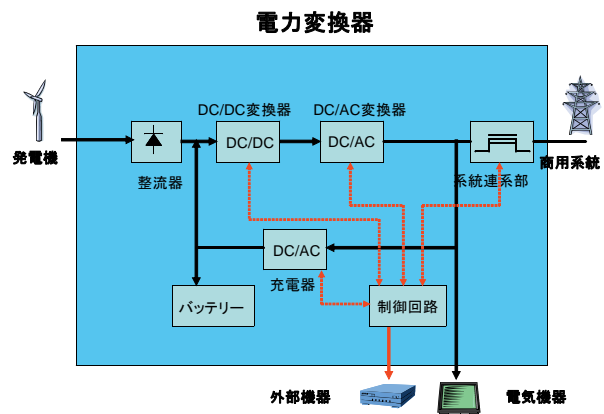 電力変換器
DC/DC変換器
DC/AC変換器
発電機
DC/DC
DC/AC
整流器
系統連系部
商用系統
DC/AC
充電器
バッテリー
制御回路
外部機器
電気機器